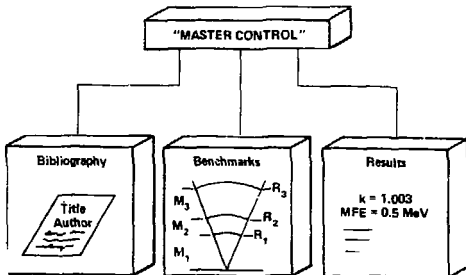 "MASTER CONTROL"
Bibliography
Title
Author
Benchmarks
M3
R3
M2
R2
R1
M1
Results
k = 1.003
MFE = 0.5 MeV